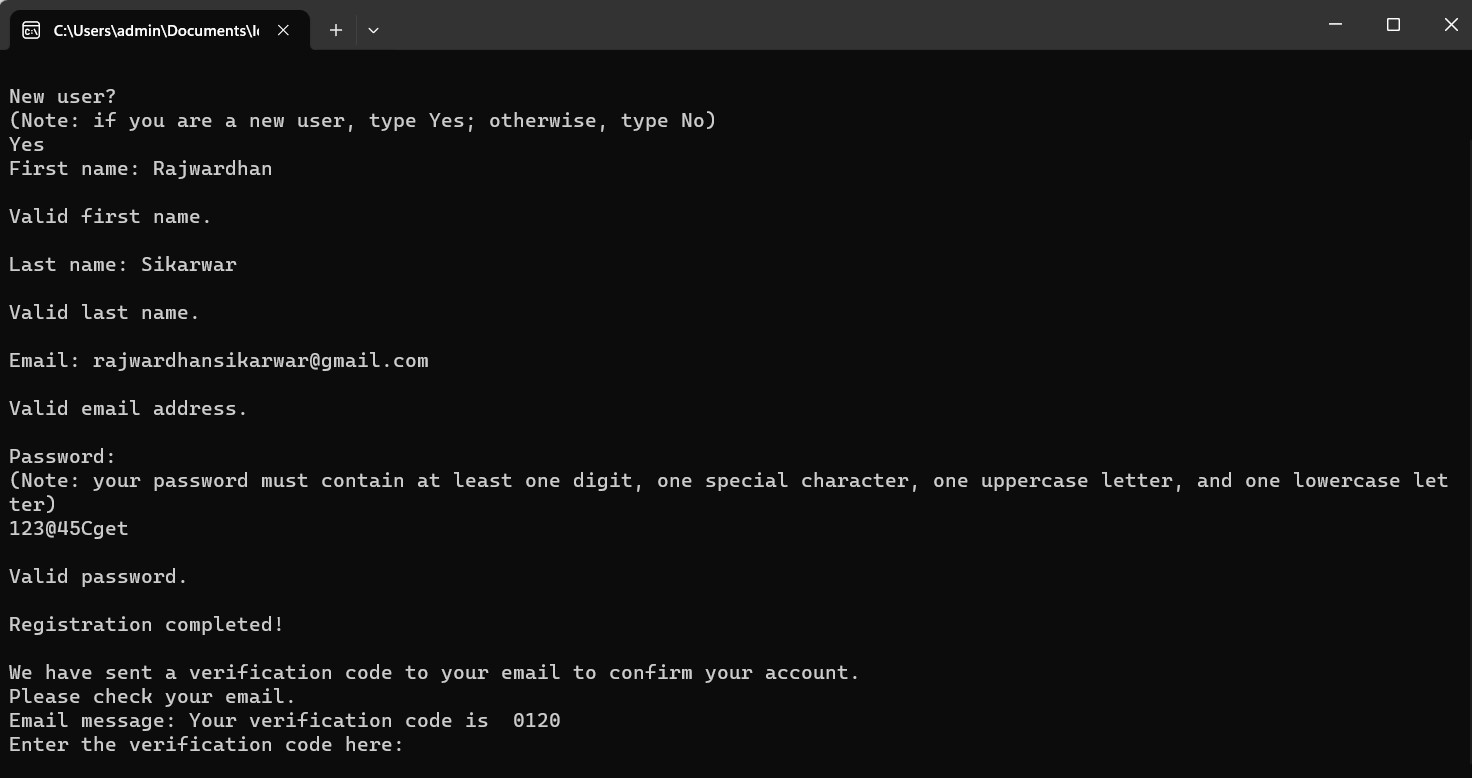 C:\Users\admin\Documents\I
New user?
(Note: if you are a new user, type Yes; otherwise, type No)
Yes
First name: Rajwardhan
Valid first name.
Last name: Sikarwar
Valid last name.
Email: rajwardhansikarwar@gmail.com
Valid email address.
Password:
(Note: your password must contain at least one digit, one special character, one uppercase letter, and one lowercase let
ter)
123@45Cget
Valid password.
Registration completed!
We have sent a verification code to your email to confirm your account.
Please check your email.
Email message: Your verification code is  0120
Enter the verification code here: